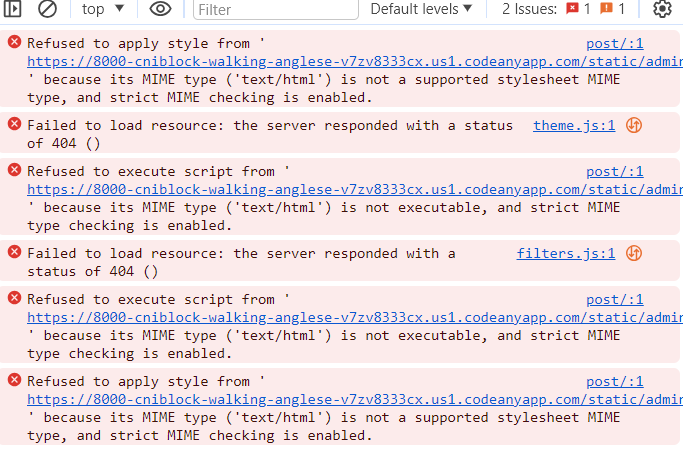 top ▼ Filter Default levels ▼ 2 Issues: 1 1
Refused to apply style from ' post/:1
https://8000-cniblock-walking-anglese-v7zv8333cx.us1.codeanyapp.com/static/admi
' because its MIME type ('text/html') is not a supported stylesheet MIME
type, and strict MIME checking is enabled.
Failed to load resource: the server responded with a status theme.js:1
of 404 ()
Refused to execute script from ' post/:1
https://8000-cniblock-walking-anglese-v7zv8333cx.us1.codeanyapp.com/static/admi
' because its MIME type ('text/html') is not executable, and strict MIME
type checking is enabled.
Failed to load resource: the server responded with a filters.js:1
status of 404 ()
Refused to execute script from ' post/:1
https://8000-cniblock-walking-anglese-v7zv8333cx.us1.codeanyapp.com/static/admi
' because its MIME type ('text/html') is not executable, and strict MIME
type checking is enabled.
Refused to apply style from ' post/:1
https://8000-cniblock-walking-anglese-v7zv8333cx.us1.codeanyapp.com/static/admi
' because its MIME type ('text/html') is not a supported stylesheet MIME
type, and strict MIME checking is enabled.